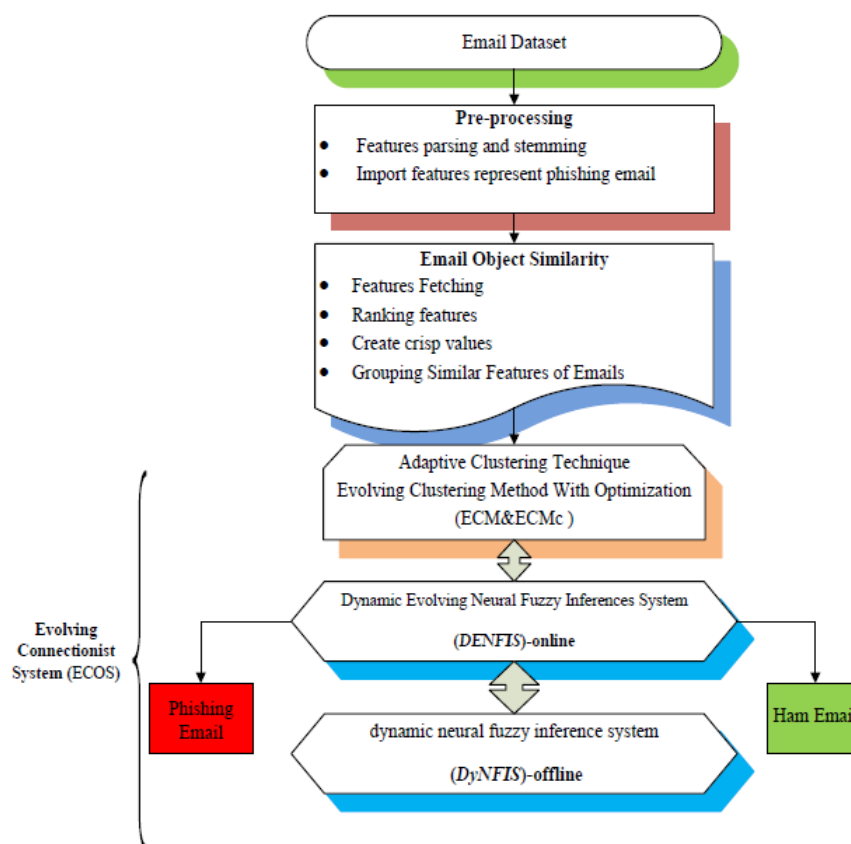 Email Dataset
Pre-processing
● Features parsing and stemming
● Import features represent phishing email
Email Object Similarity
● Features Fetching
● Ranking features
● Create crisp values
● Grouping Similar Features of Emails
Adaptive Clustering Technique
Evolving Clustering Method With Optimization
(ECM&ECMc )
Dynamic Evolving Neural Fuzzy Inferences System
(DENFIS)-online
Evolving
Connectionist
System (ECOS)
Phishing
Email
Ham Email
dynamic neural fuzzy inference system
(DyNFIS)-offline